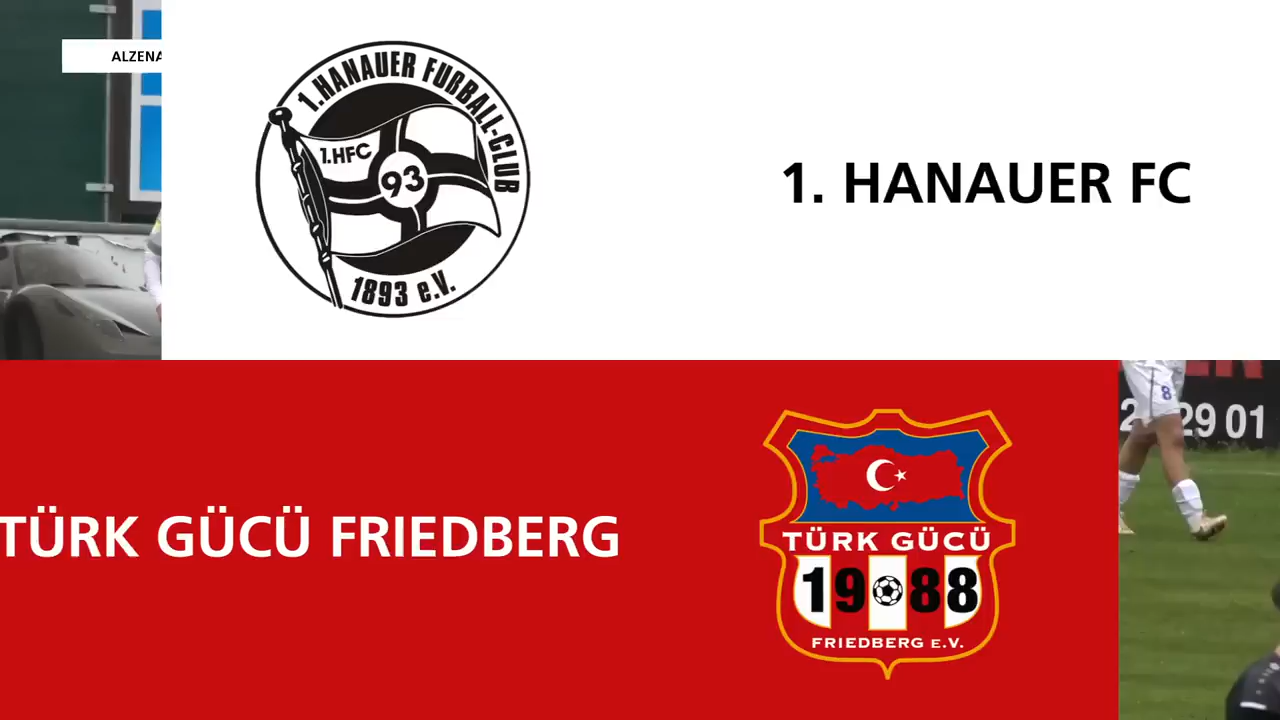 ALZENA
1.HANAUER FUßBALL-CLUB
1.HFC
93
1893 e.V.
1. HANAUER FC
TÜRK GÜCÜ FRIEDBERG
TÜRK GÜCÜ
1988
FRIEDBERG E.V.
8
2 29 01